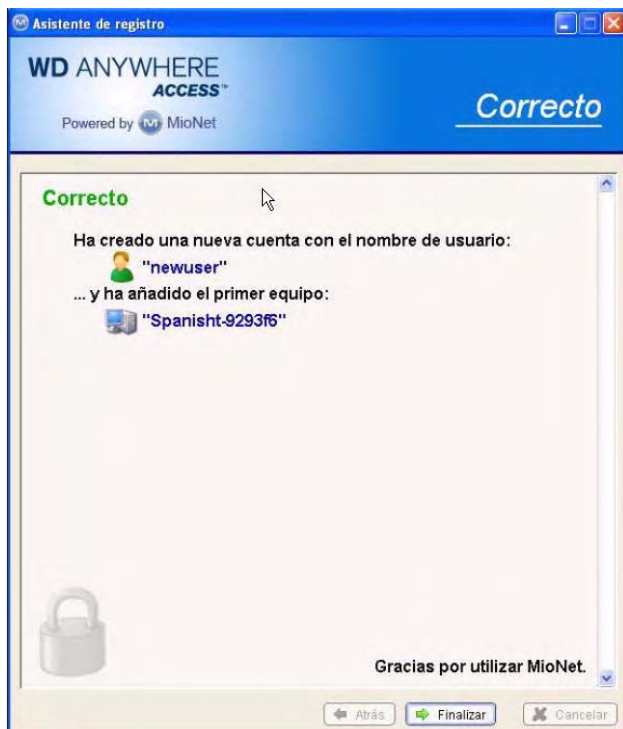 Asistente de registro
WD ANYWHERE
ACCESS™
Powered by M MioNet
Correcto
Correcto
Ha creado una nueva cuenta con el nombre de usuario:
"newuser"
... y ha añadido el primer equipo:
"Spanisht-9293f6"
Gracias por utilizar MioNet.
Atrás Finalizar Cancelar